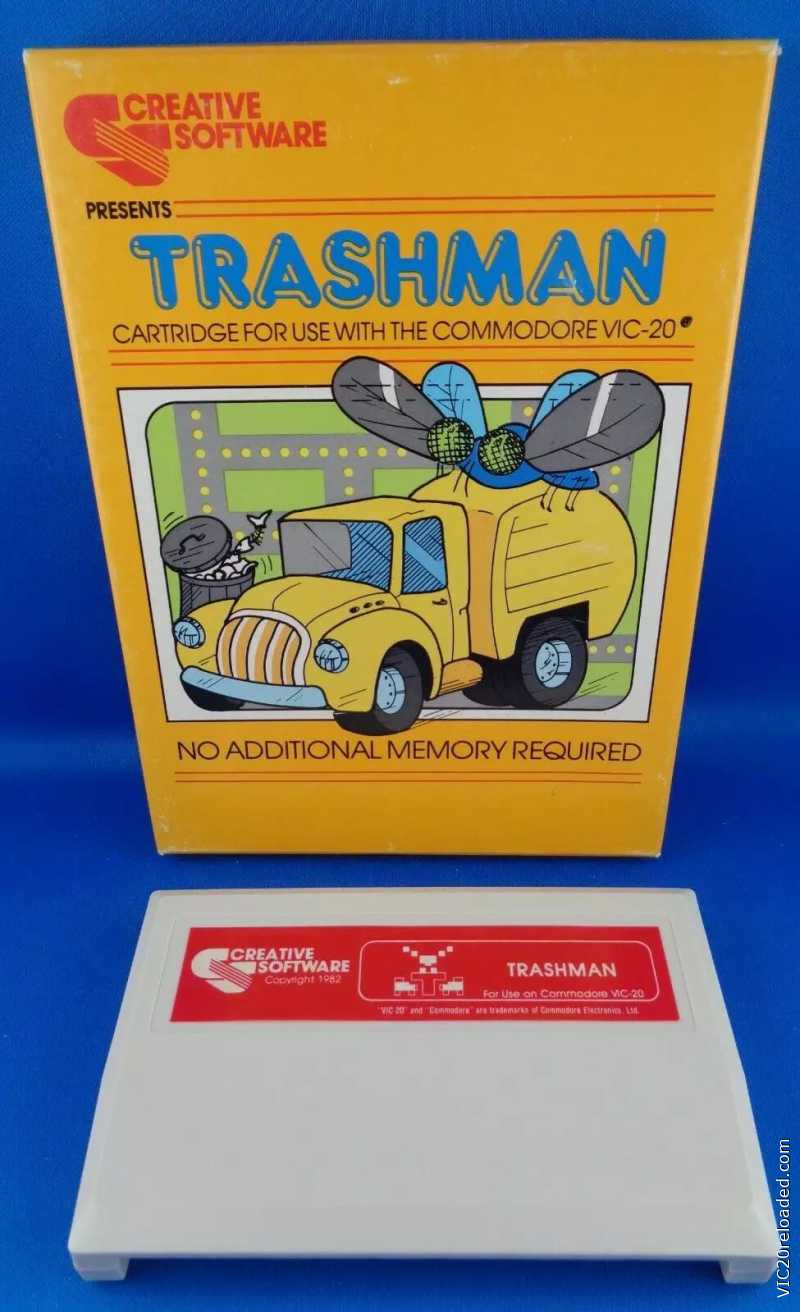 CREATIVE
SOFTWARE
PRESENTS
TRASHMAN
CARTRIDGE FOR USE WITH THE COMMODORE VIC-20
NO ADDITIONAL MEMORY REQUIRED
CREATIVE
SOFTWARE
Copyright 1982
TRASHMAN
For Use on Commodore VIC-20
"VIC-20" and "Commodore" are trademarks of Commodore Electronics, Ltd.
VIC20reloaded.com